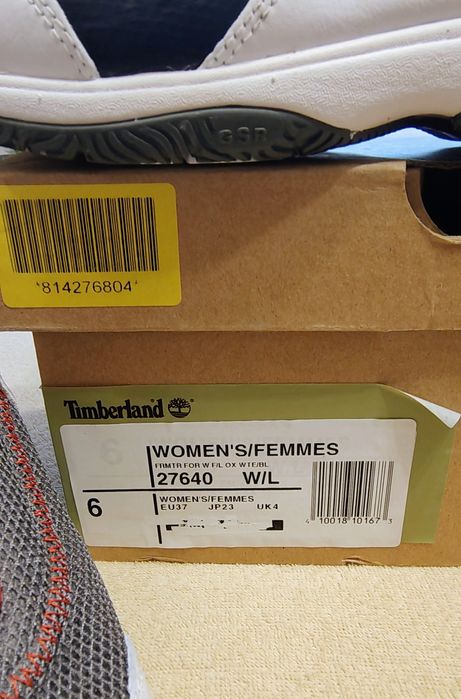 GSR
*814276804*
Timberland
6
WOMEN'S/FEMMES
FRMTR FOR W F/L OX WTE/BL
27640 W/L
6
WOMEN'S/FEMMES
EU37 JP23 UK4
4 10018 10167 3